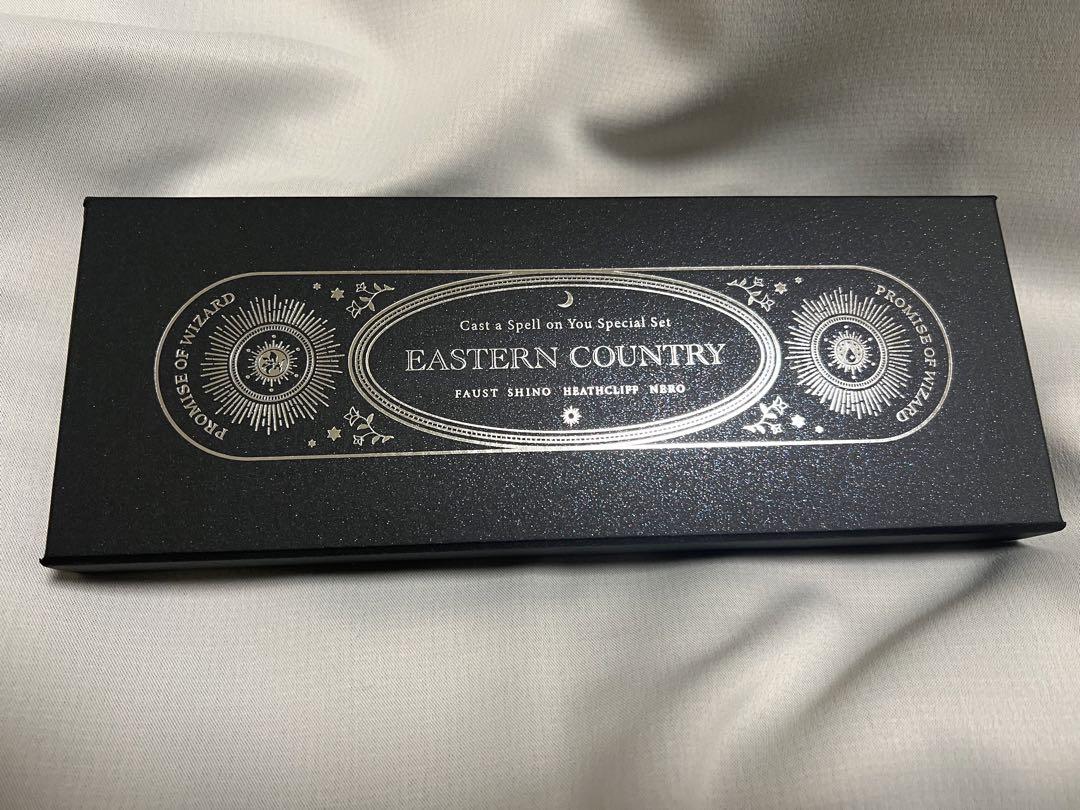 PROMISE OF WIZARD
Cast a Spell on You Special Set
EASTERN COUNTRY
FAUST SHINO HEATHCLIFF NERO
PROMISE OF WIZARD